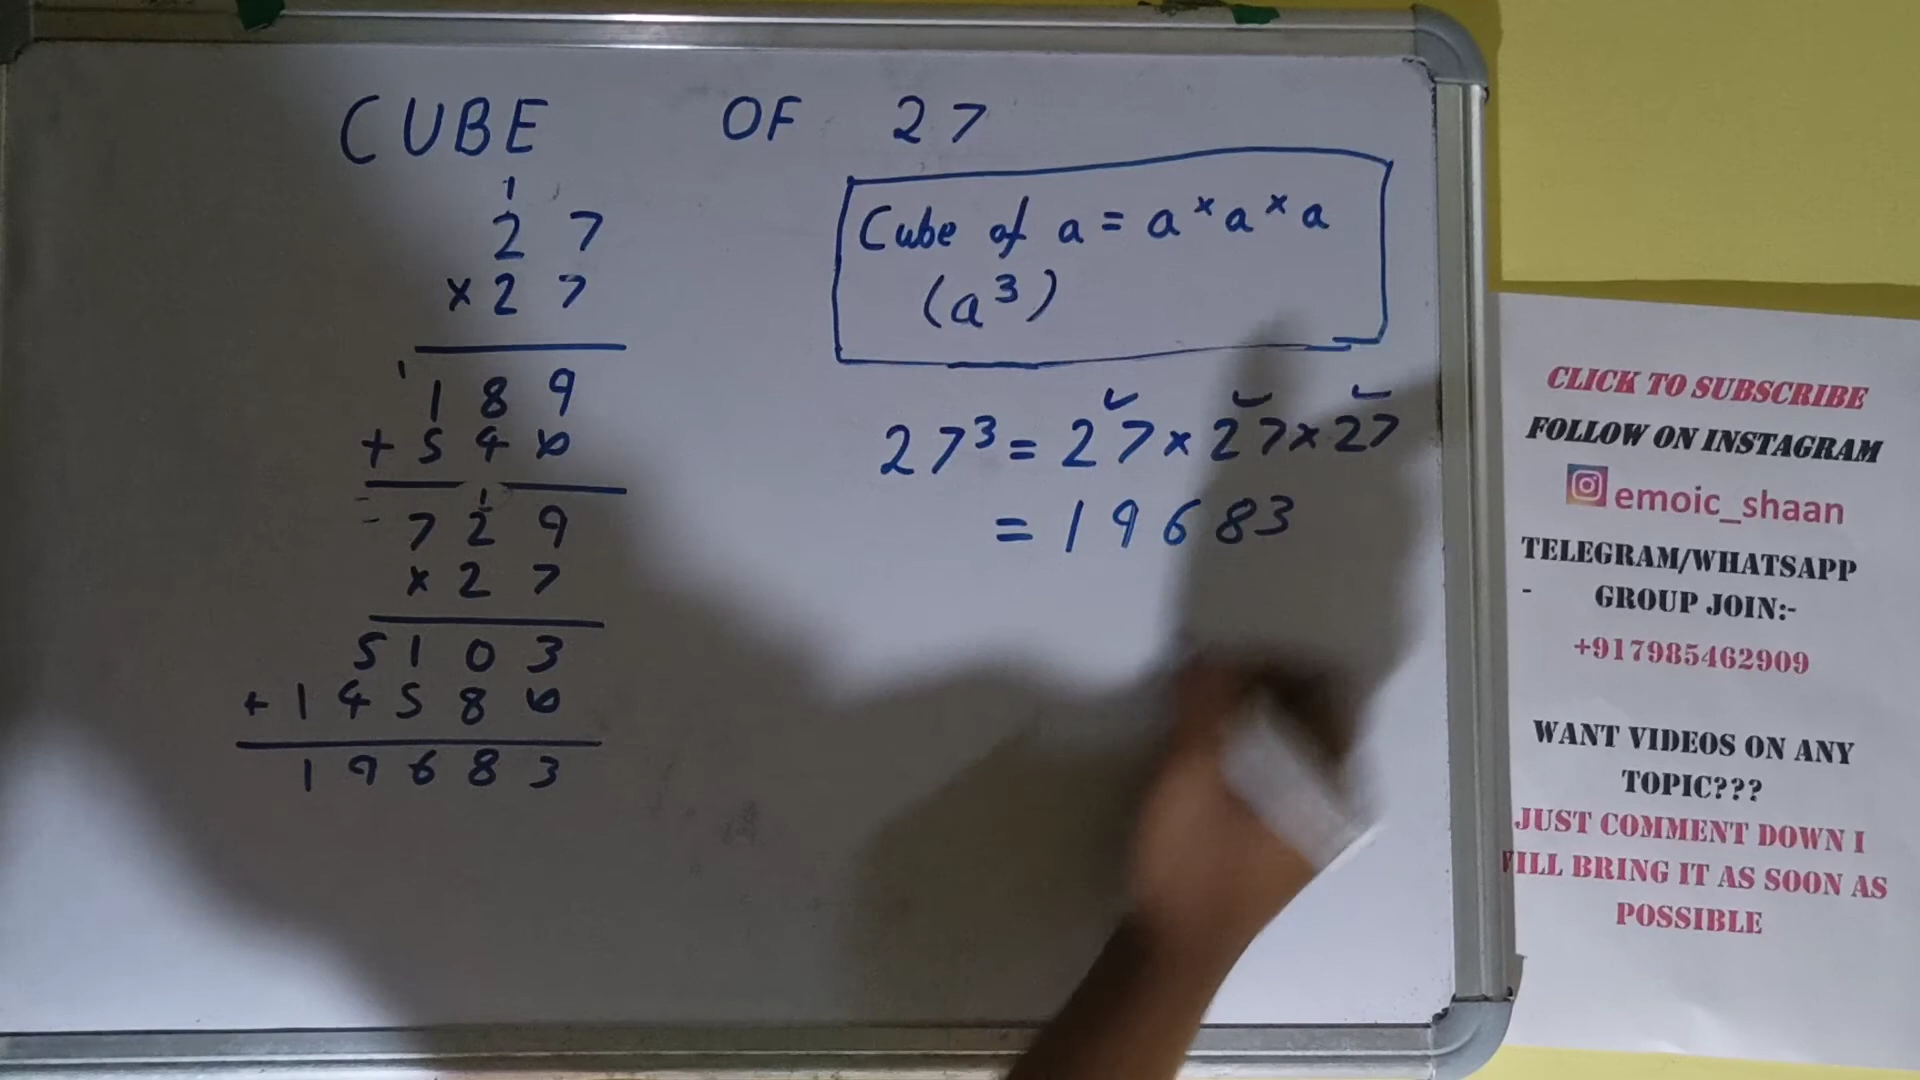 CUBE OF 27
1
27
×27
1
189
+540
1
729
×27
5103
+14580
19683
Cube of a = a × a × a
(a³)
27³ = 27 × 27 × 27
= 19683
CLICK TO SUBSCRIBE
FOLLOW ON INSTAGRAM
emoic_shaan
TELEGRAM/WHATSAPP
- GROUP JOIN:-
+917985462909
WANT VIDEOS ON ANY
TOPIC???
JUST COMMENT DOWN I
WILL BRING IT AS SOON AS
POSSIBLE